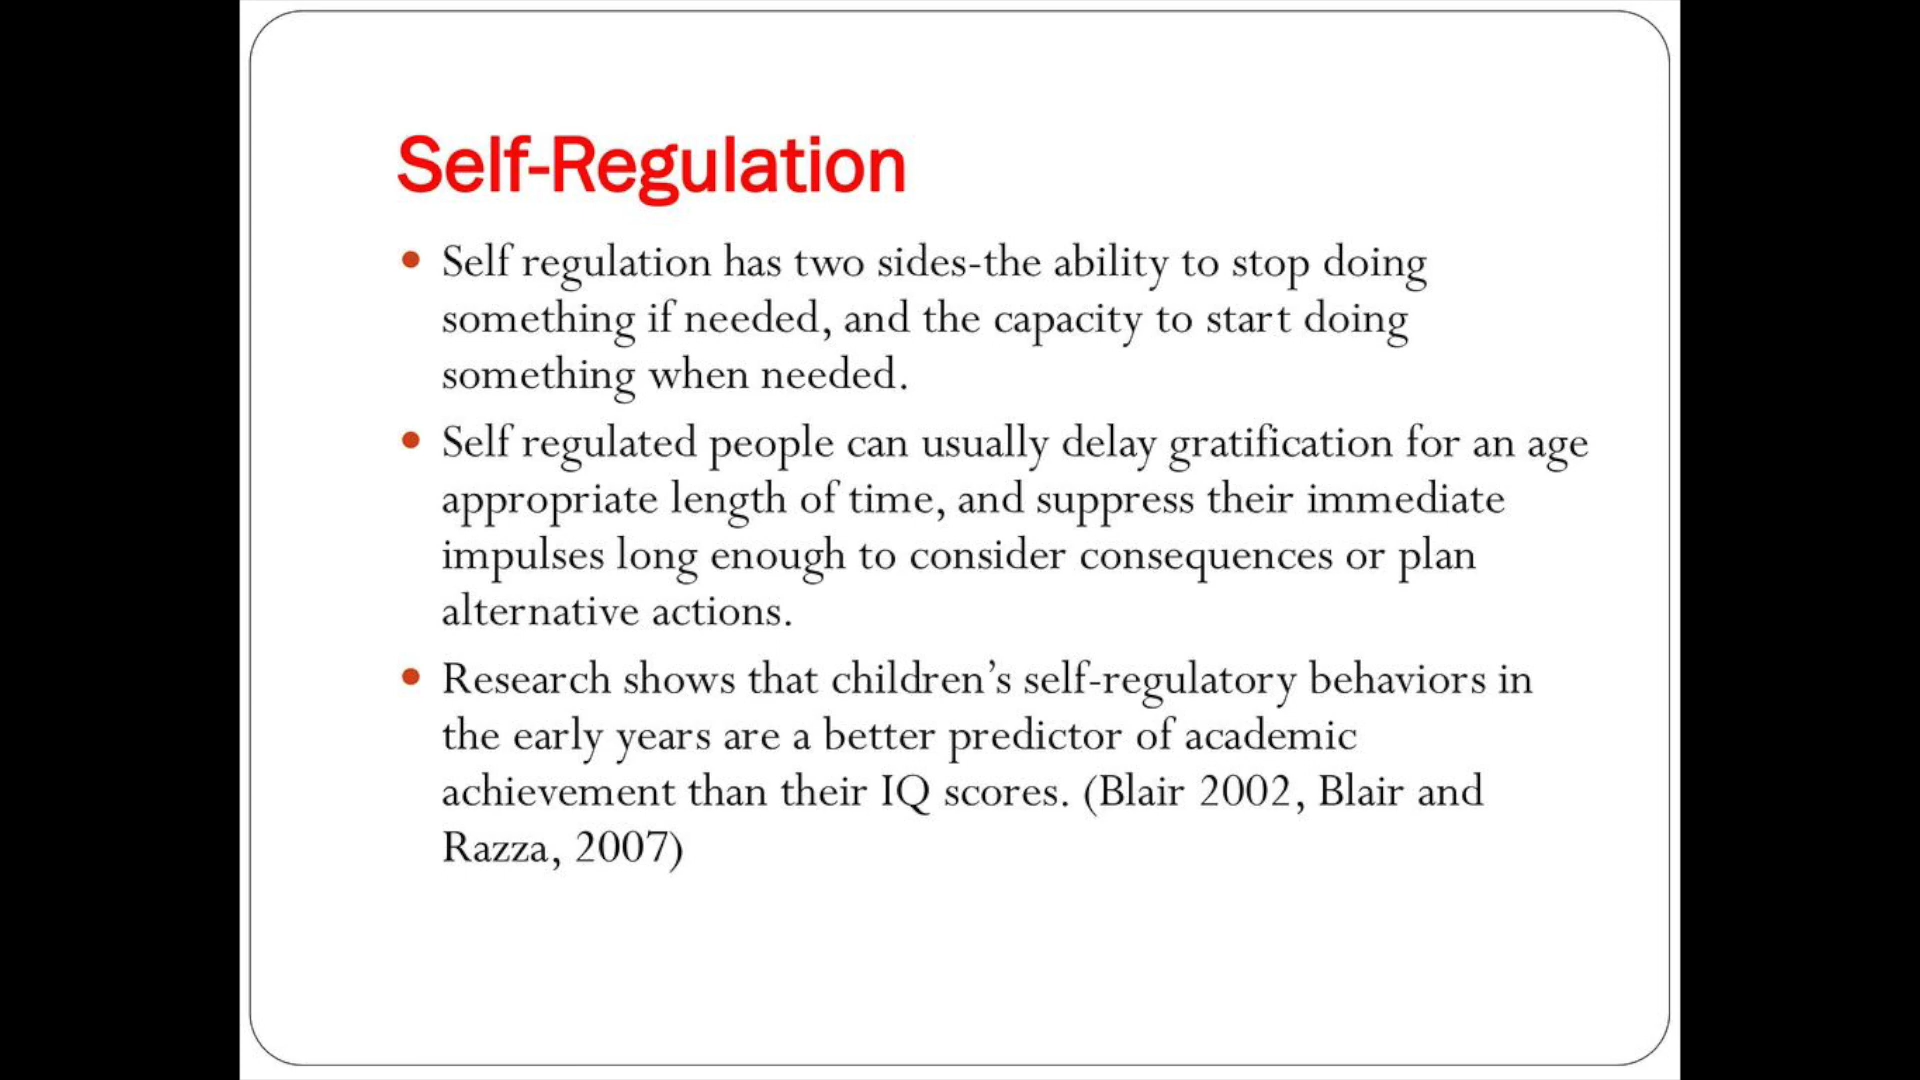 Self-Regulation
• Self regulation has two sides-the ability to stop doing
something if needed, and the capacity to start doing
something when needed.
• Self regulated people can usually delay gratification for an age
appropriate length of time, and suppress their immediate
impulses long enough to consider consequences or plan
alternative actions.
• Research shows that children’s self-regulatory behaviors in
the early years are a better predictor of academic
achievement than their IQ scores. (Blair 2002, Blair and
Razza, 2007)